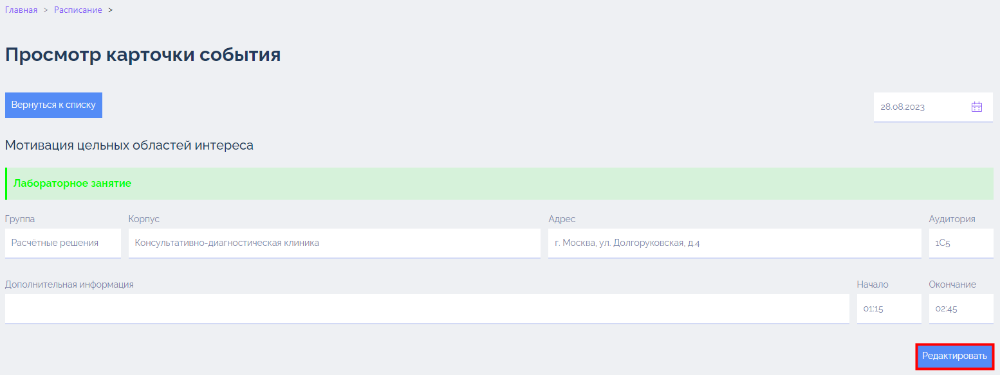 Главная > Расписание >
Просмотр карточки события
Вернуться к списку
28.08.2023
Мотивация цельных областей интереса
Лабораторное занятие
Группа Корпус Адрес Аудитория
Расчётные решения Консультативно-диагностическая клиника г. Москва, ул. Долгоруковская, д.4 1С5
Дополнительная информация Начало Окончание
01:15 02:45
Редактировать